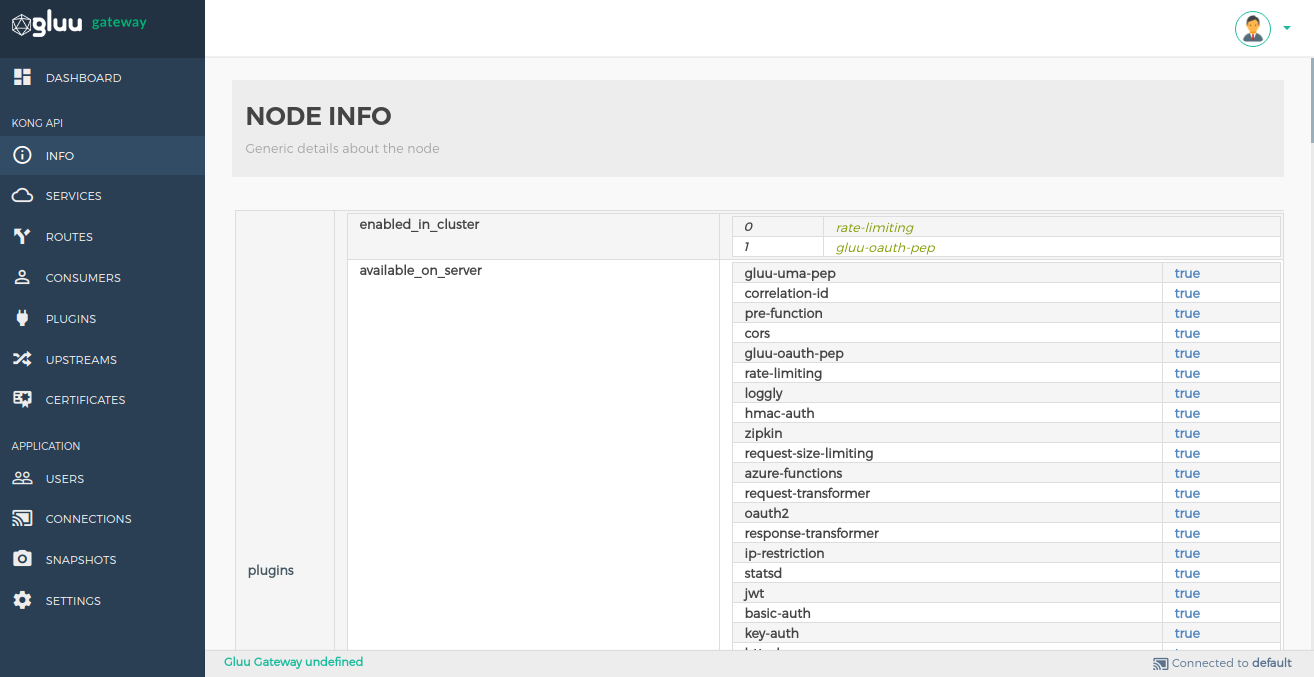 gluu gateway
DASHBOARD
KONG API
INFO
SERVICES
ROUTES
CONSUMERS
PLUGINS
UPSTREAMS
CERTIFICATES
APPLICATION
USERS
CONNECTIONS
SNAPSHOTS
SETTINGS
NODE INFO
Generic details about the node
plugins
enabled_in_cluster
0 rate-limiting
1 gluu-oauth-pep
available_on_server
gluu-uma-pep true
correlation-id true
pre-function true
cors true
gluu-oauth-pep true
rate-limiting true
loggly true
hmac-auth true
zipkin true
request-size-limiting true
azure-functions true
request-transformer true
oauth2 true
response-transformer true
ip-restriction true
statsd true
jwt true
basic-auth true
key-auth true
Gluu Gateway undefined
Connected to default